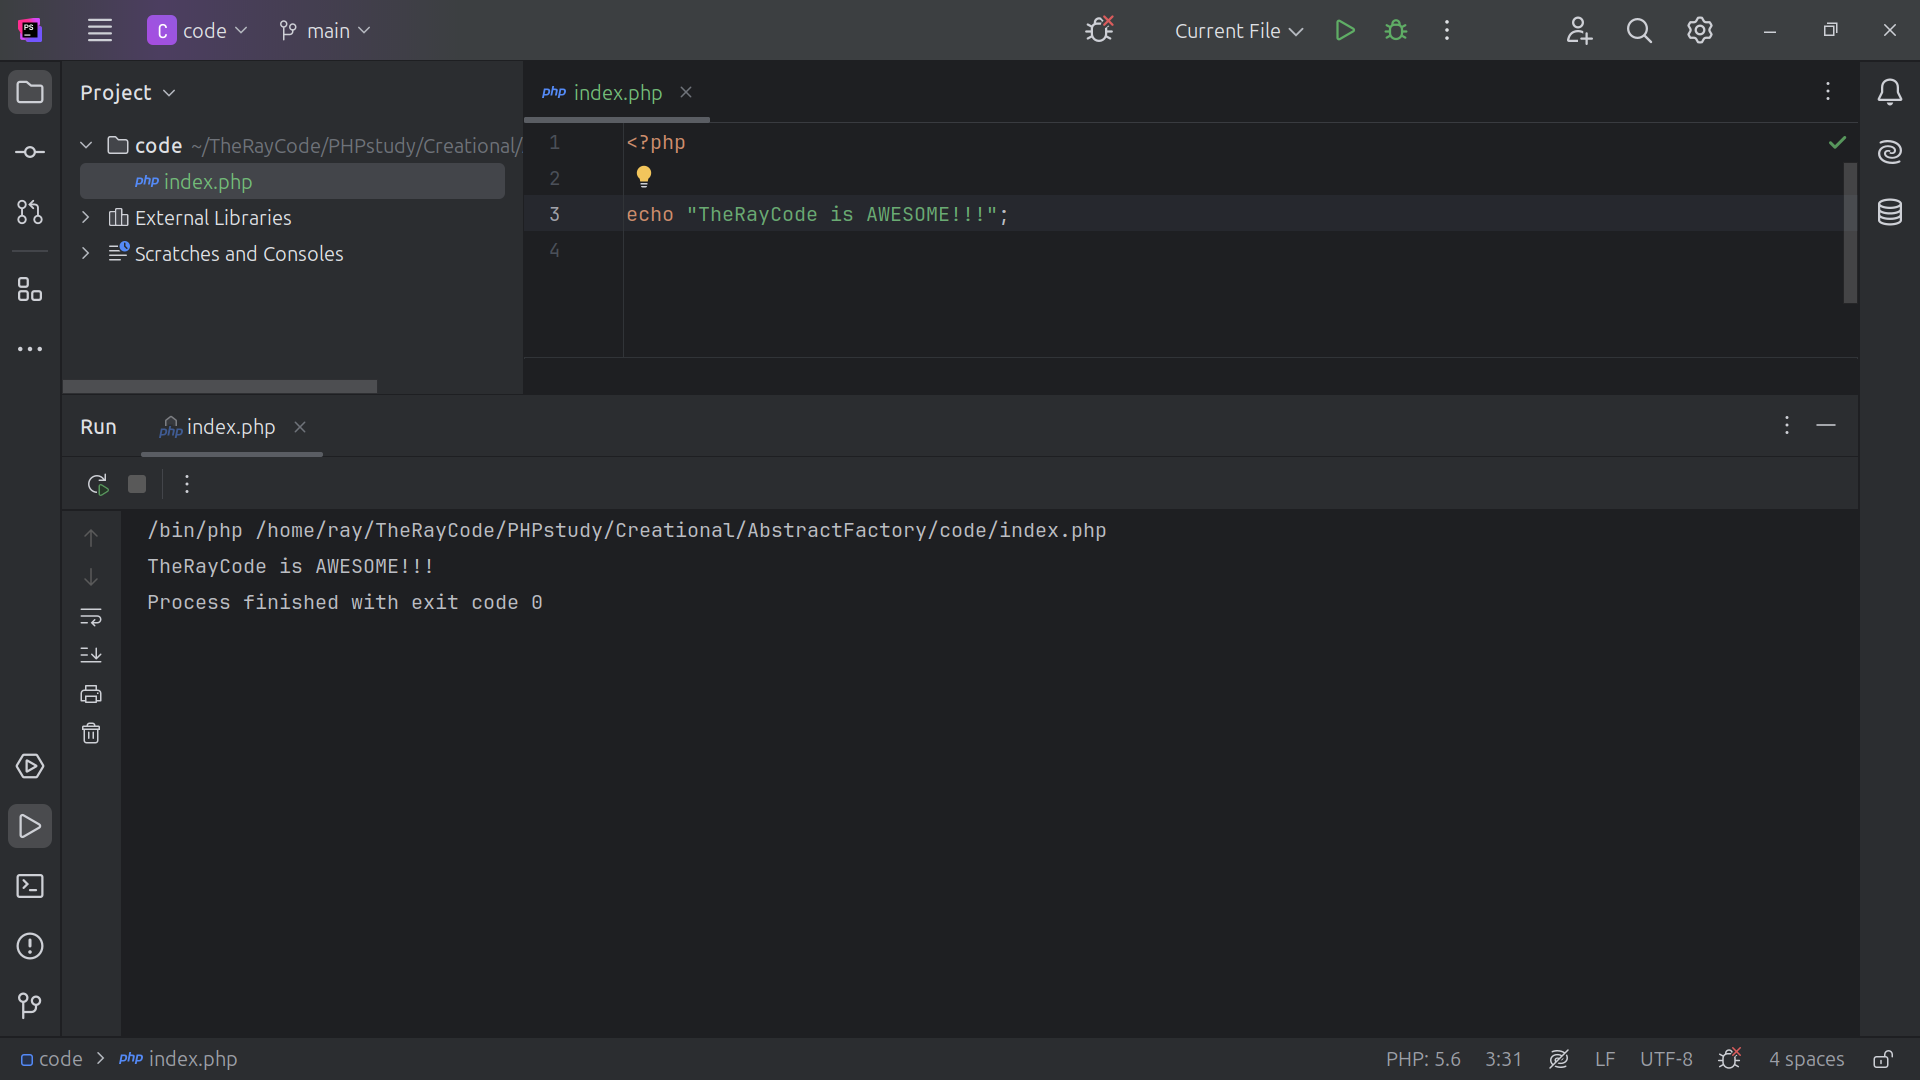 PS
C code main Current File
Project
code ~/TheRayCode/PHPstudy/Creational/
php index.php
External Libraries
Scratches and Consoles
php index.php
1 <?php
2
3 echo "TheRayCode is AWESOME!!!";
4
Run php index.php
/bin/php /home/ray/TheRayCode/PHPstudy/Creational/AbstractFactory/code/index.php
TheRayCode is AWESOME!!!
Process finished with exit code 0
code php index.php PHP: 5.6 3:31 LF UTF-8 4 spaces